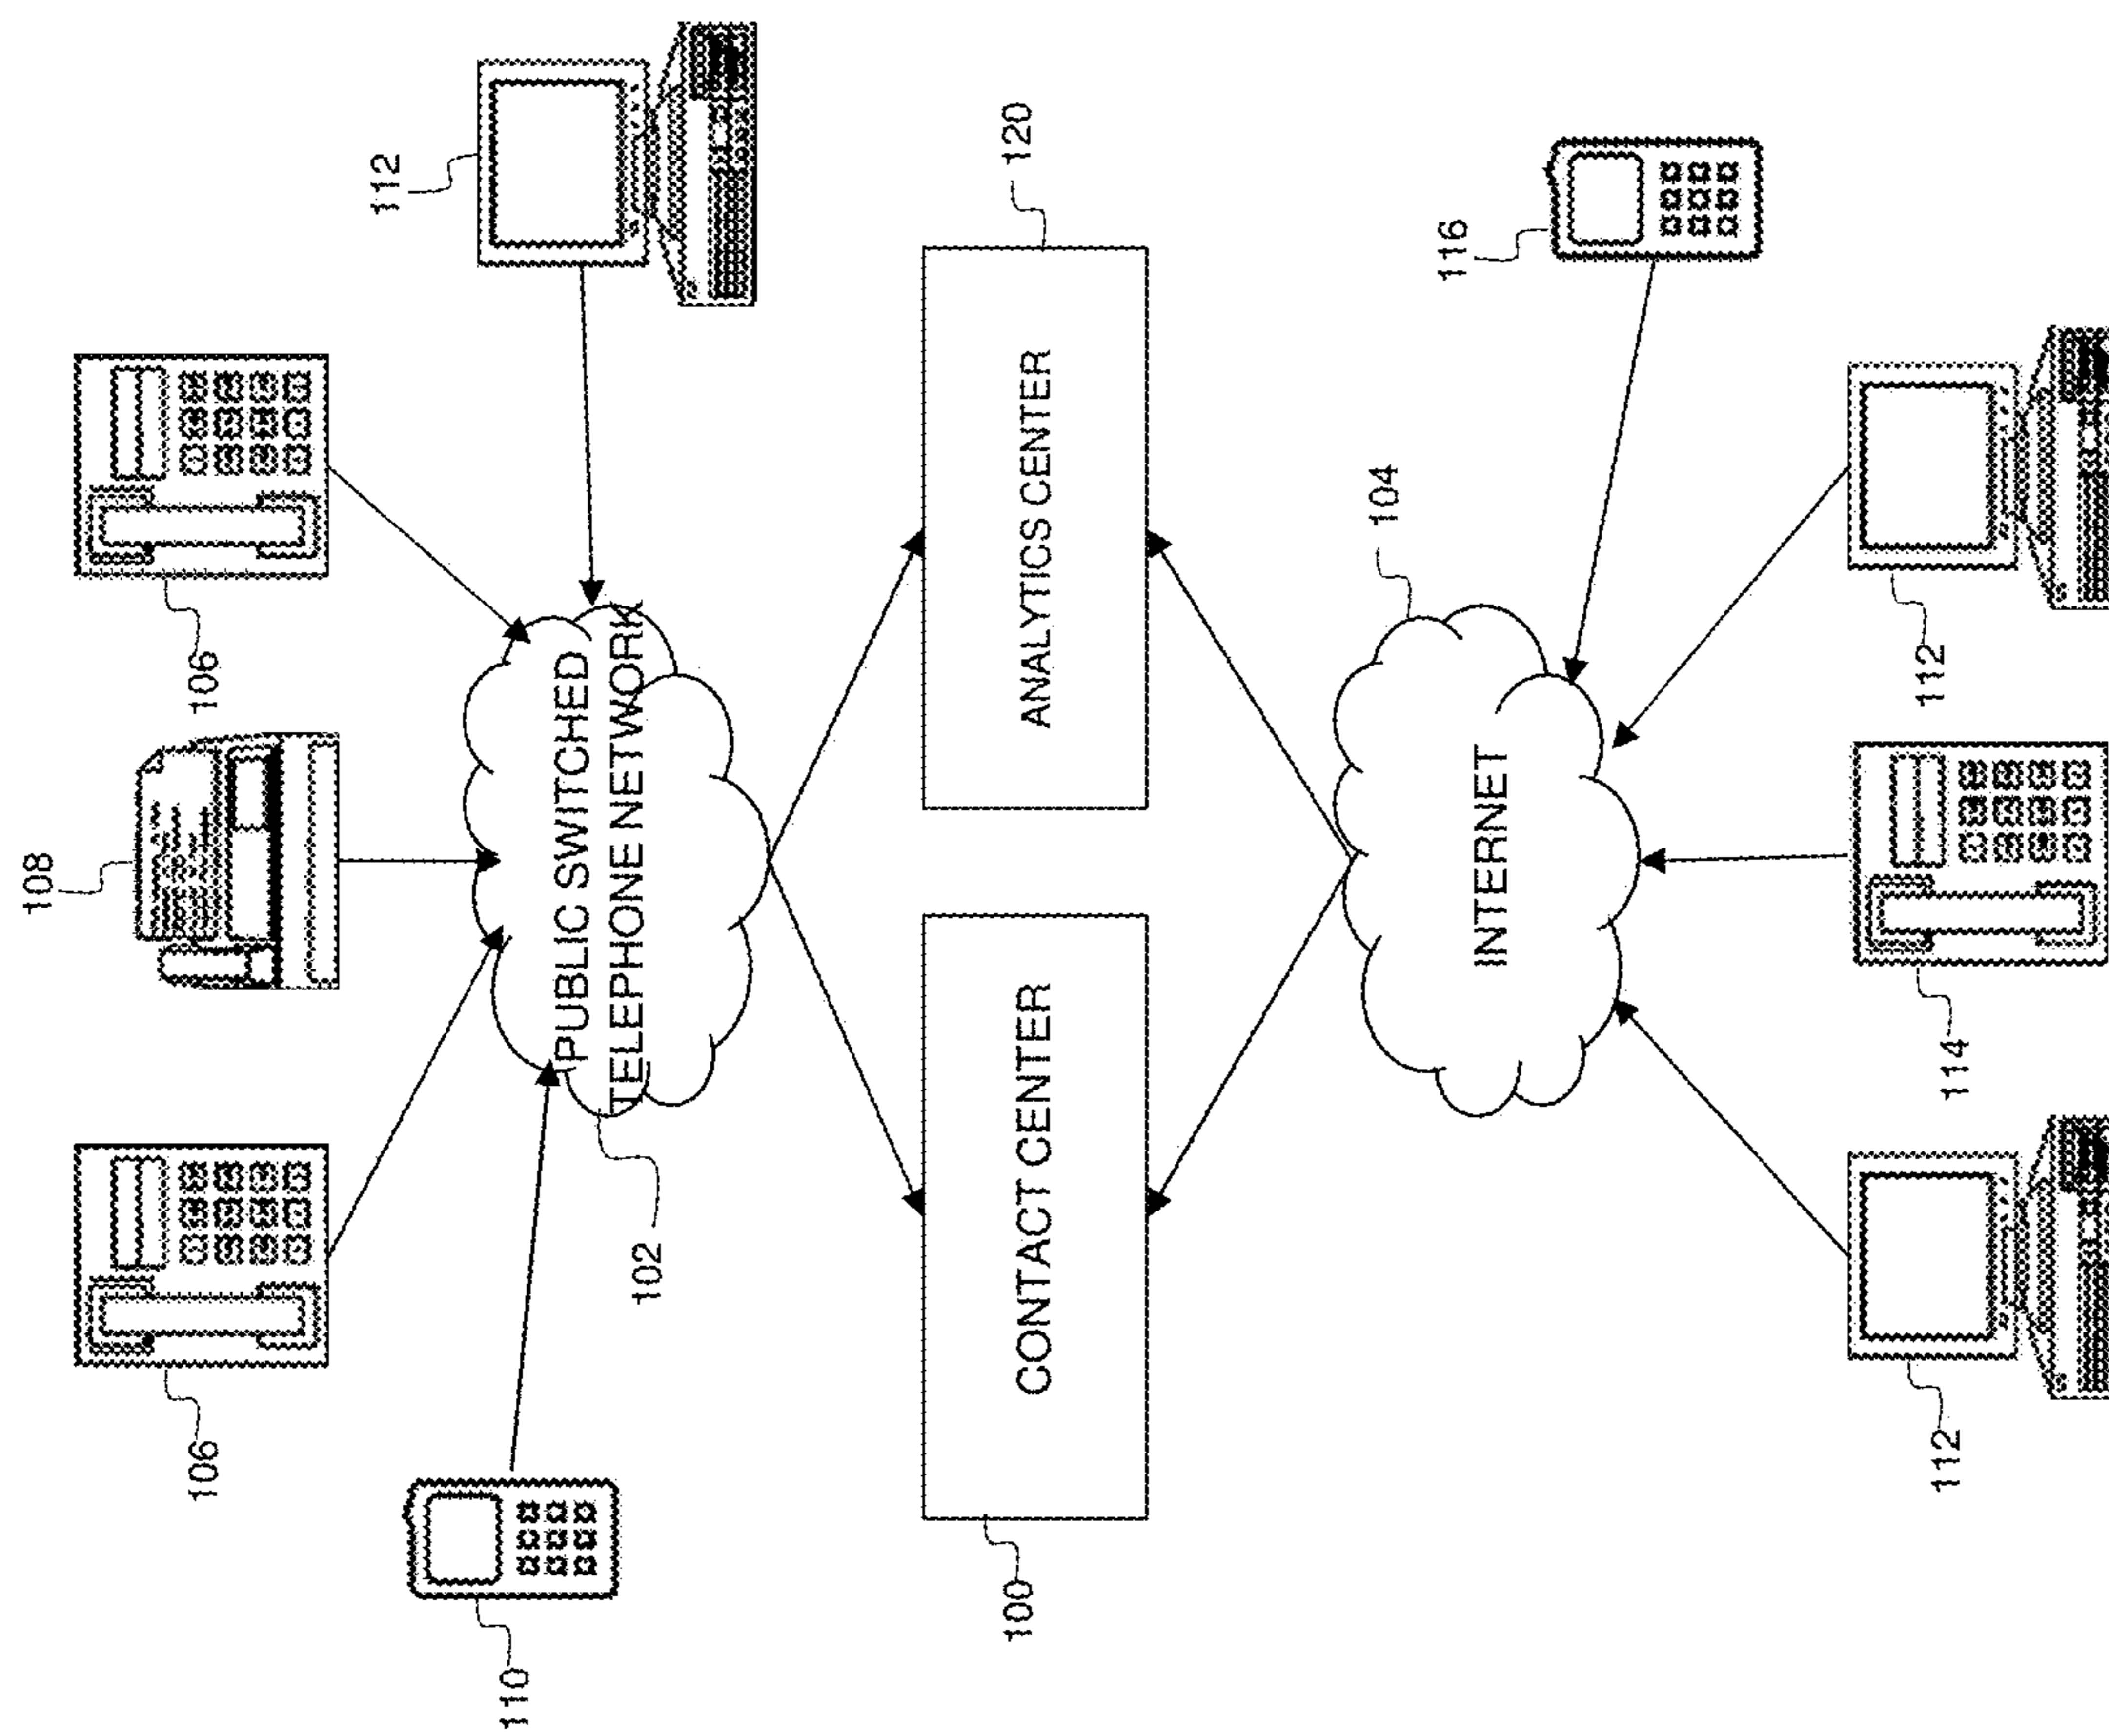 108
106
106
112
110
PUBLIC SWITCHED
TELEPHONE NETWORK
102
100
CONTACT CENTER
ANALYTICS CENTER
120
104
116
INTERNET
112
114
112